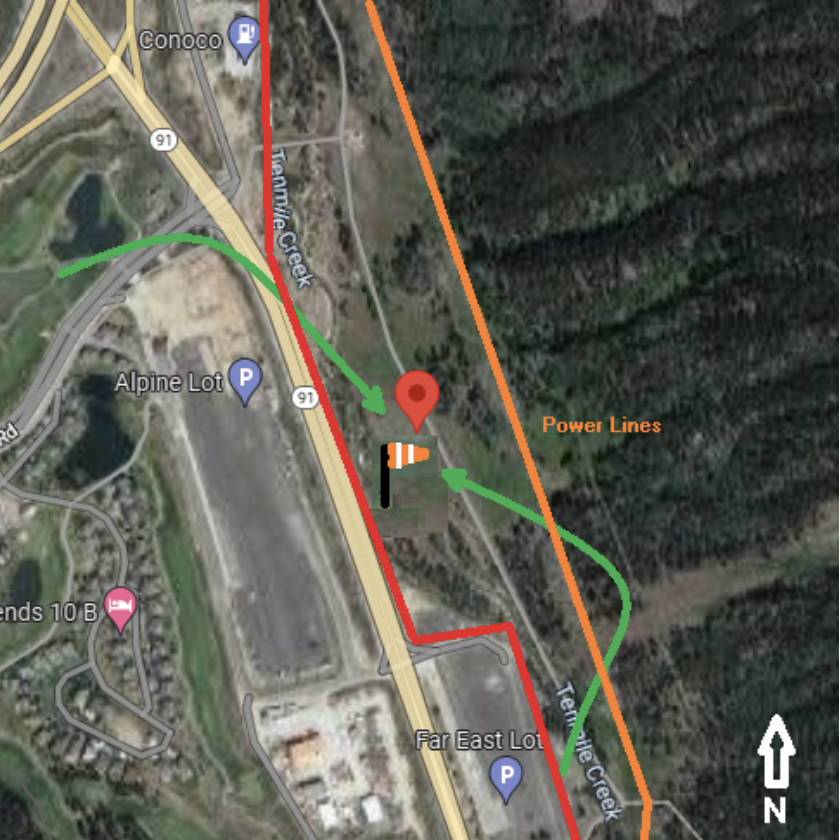 Conoco
91
Tenmile Creek
Alpine Lot
P
91
Power Lines
Rd
ends 10 B
Far East Lot
P
Tenmile Creek
N